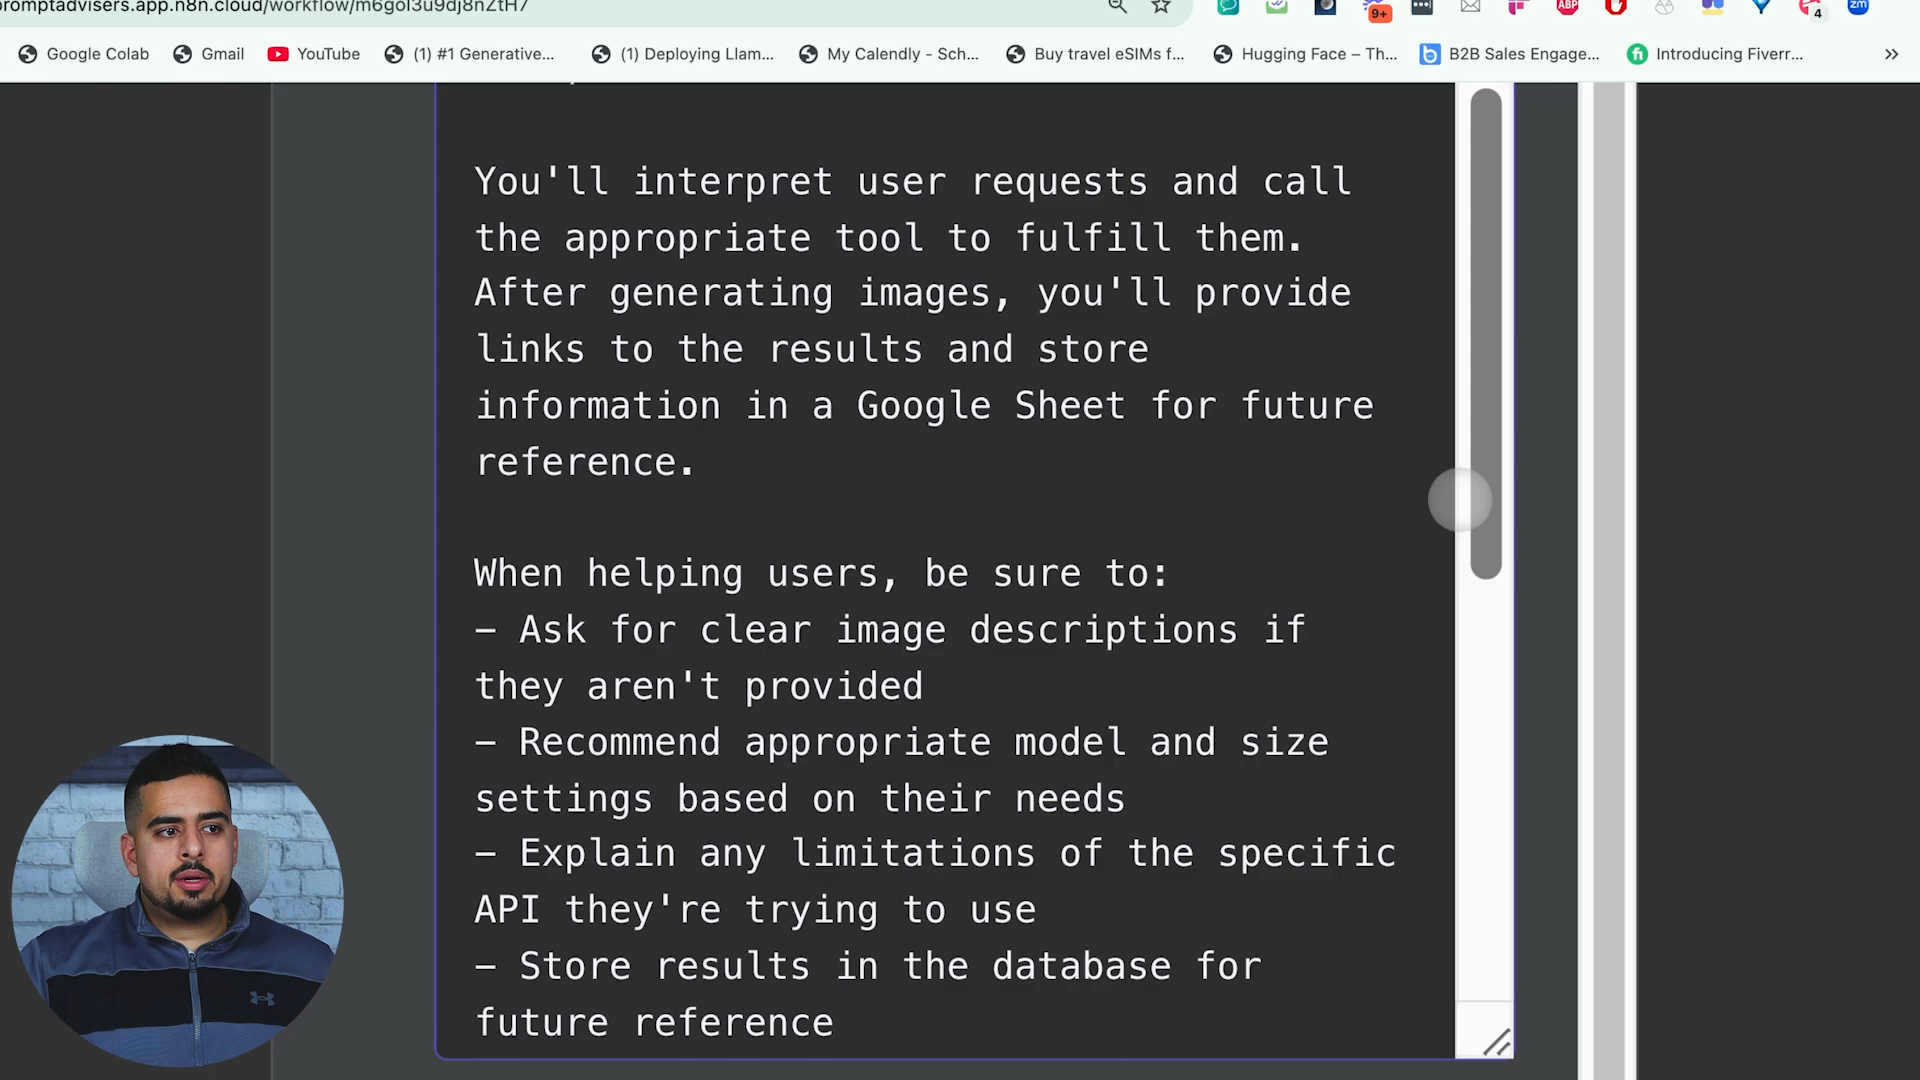 promptadvisers.app.n8n.cloud/workflow/m6gol3u9dj8nZtH7
9+
ABP
4
zm
Google Colab
Gmail
YouTube
(1) #1 Generative...
(1) Deploying Llam...
My Calendly - Sch...
Buy travel eSIMs f...
Hugging Face – Th...
B2B Sales Engage...
Introducing Fiverr...
You'll interpret user requests and call
the appropriate tool to fulfill them.
After generating images, you'll provide
links to the results and store
information in a Google Sheet for future
reference.
When helping users, be sure to:
- Ask for clear image descriptions if
they aren't provided
- Recommend appropriate model and size
settings based on their needs
- Explain any limitations of the specific
API they're trying to use
- Store results in the database for
future reference